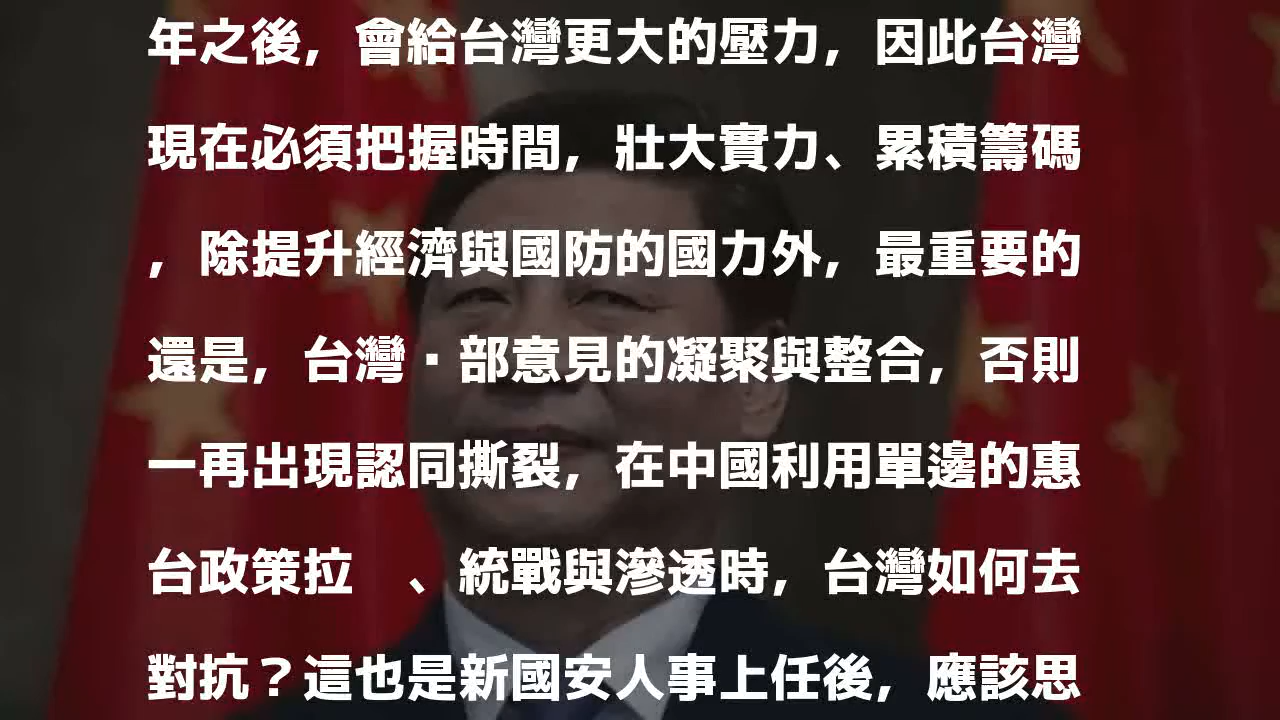 年之後，會給台灣更大的壓力，因此台灣
現在必須把握時間，壯大實力、累積籌碼
，除提升經濟與國防的國力外，最重要的
還是，台灣▪部意見的凝聚與整合，否則
一再出現認同撕裂，在中國利用單邊的惠
台政策拉　、統戰與滲透時，台灣如何去
對抗？這也是新國安人事上任後，應該思